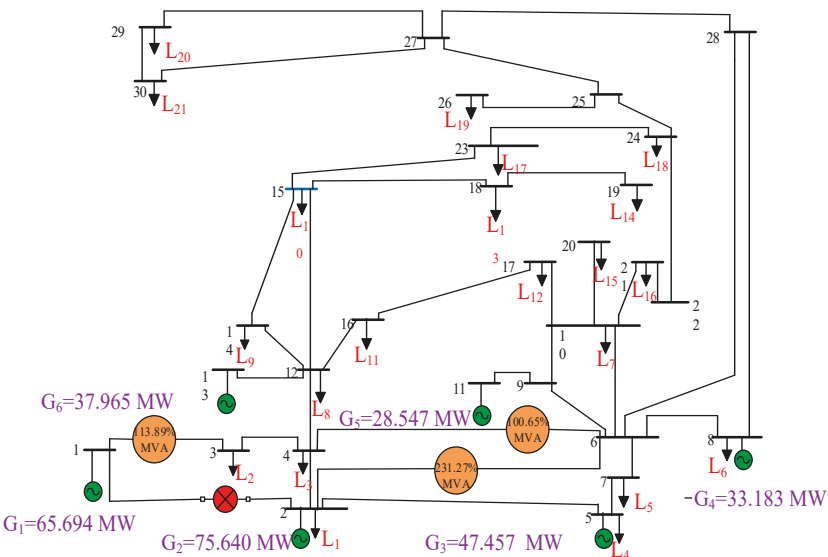 29
L20
30
L21
27
28
26
L19
25
23
L17
24
L18
15
L1
0
18
L1
3
19
L14
20
L15
17
L12
2
1
L16
2
2
1
0
L7
16
L11
1
4
L9
1
3
12
L8
11
9
G6=37.965 MW
G5=28.547 MW
113.89%
MVA
100.65%
MVA
231.27%
MVA
1
3
L2
4
L3
6
8
L6
7
L5
-G4=33.183 MW
G1=65.694 MW
2
L1
G2=75.640 MW
G3=47.457 MW
5
L4